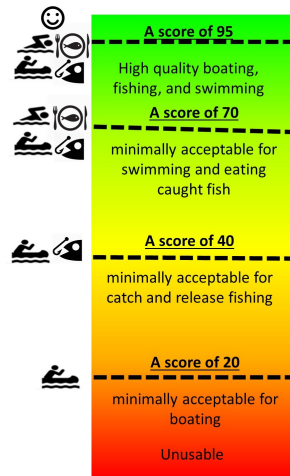 A score of 95
High quality boating,
fishing, and swimming
A score of 70
minimally acceptable for
swimming and eating
caught fish
A score of 40
minimally acceptable for
catch and release fishing
A score of 20
minimally acceptable for
boating
Unusable